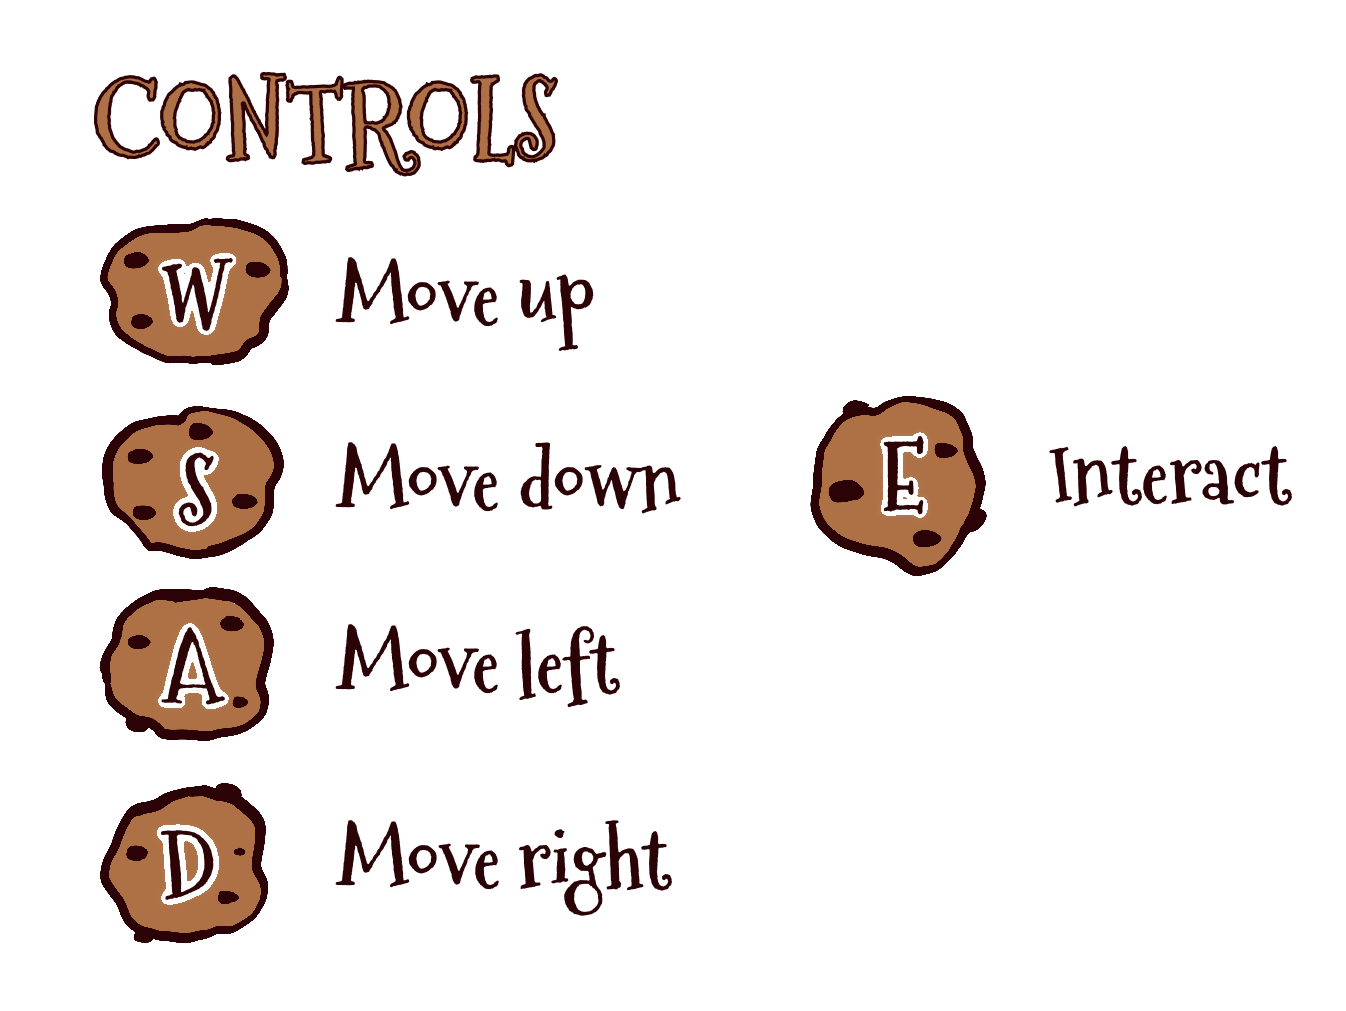 CONTROLS
W Move up
S Move down
A Move left
D Move right
E Interact